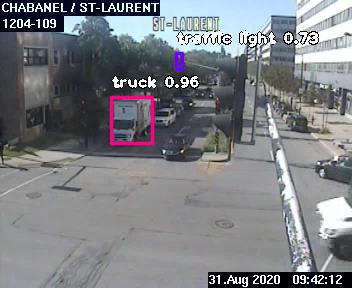 CHABANEL / ST-LAURENT
1204-109
ST-LAURENT
traffic light 0.73
truck 0.96
31.Aug 2020 09:42:12